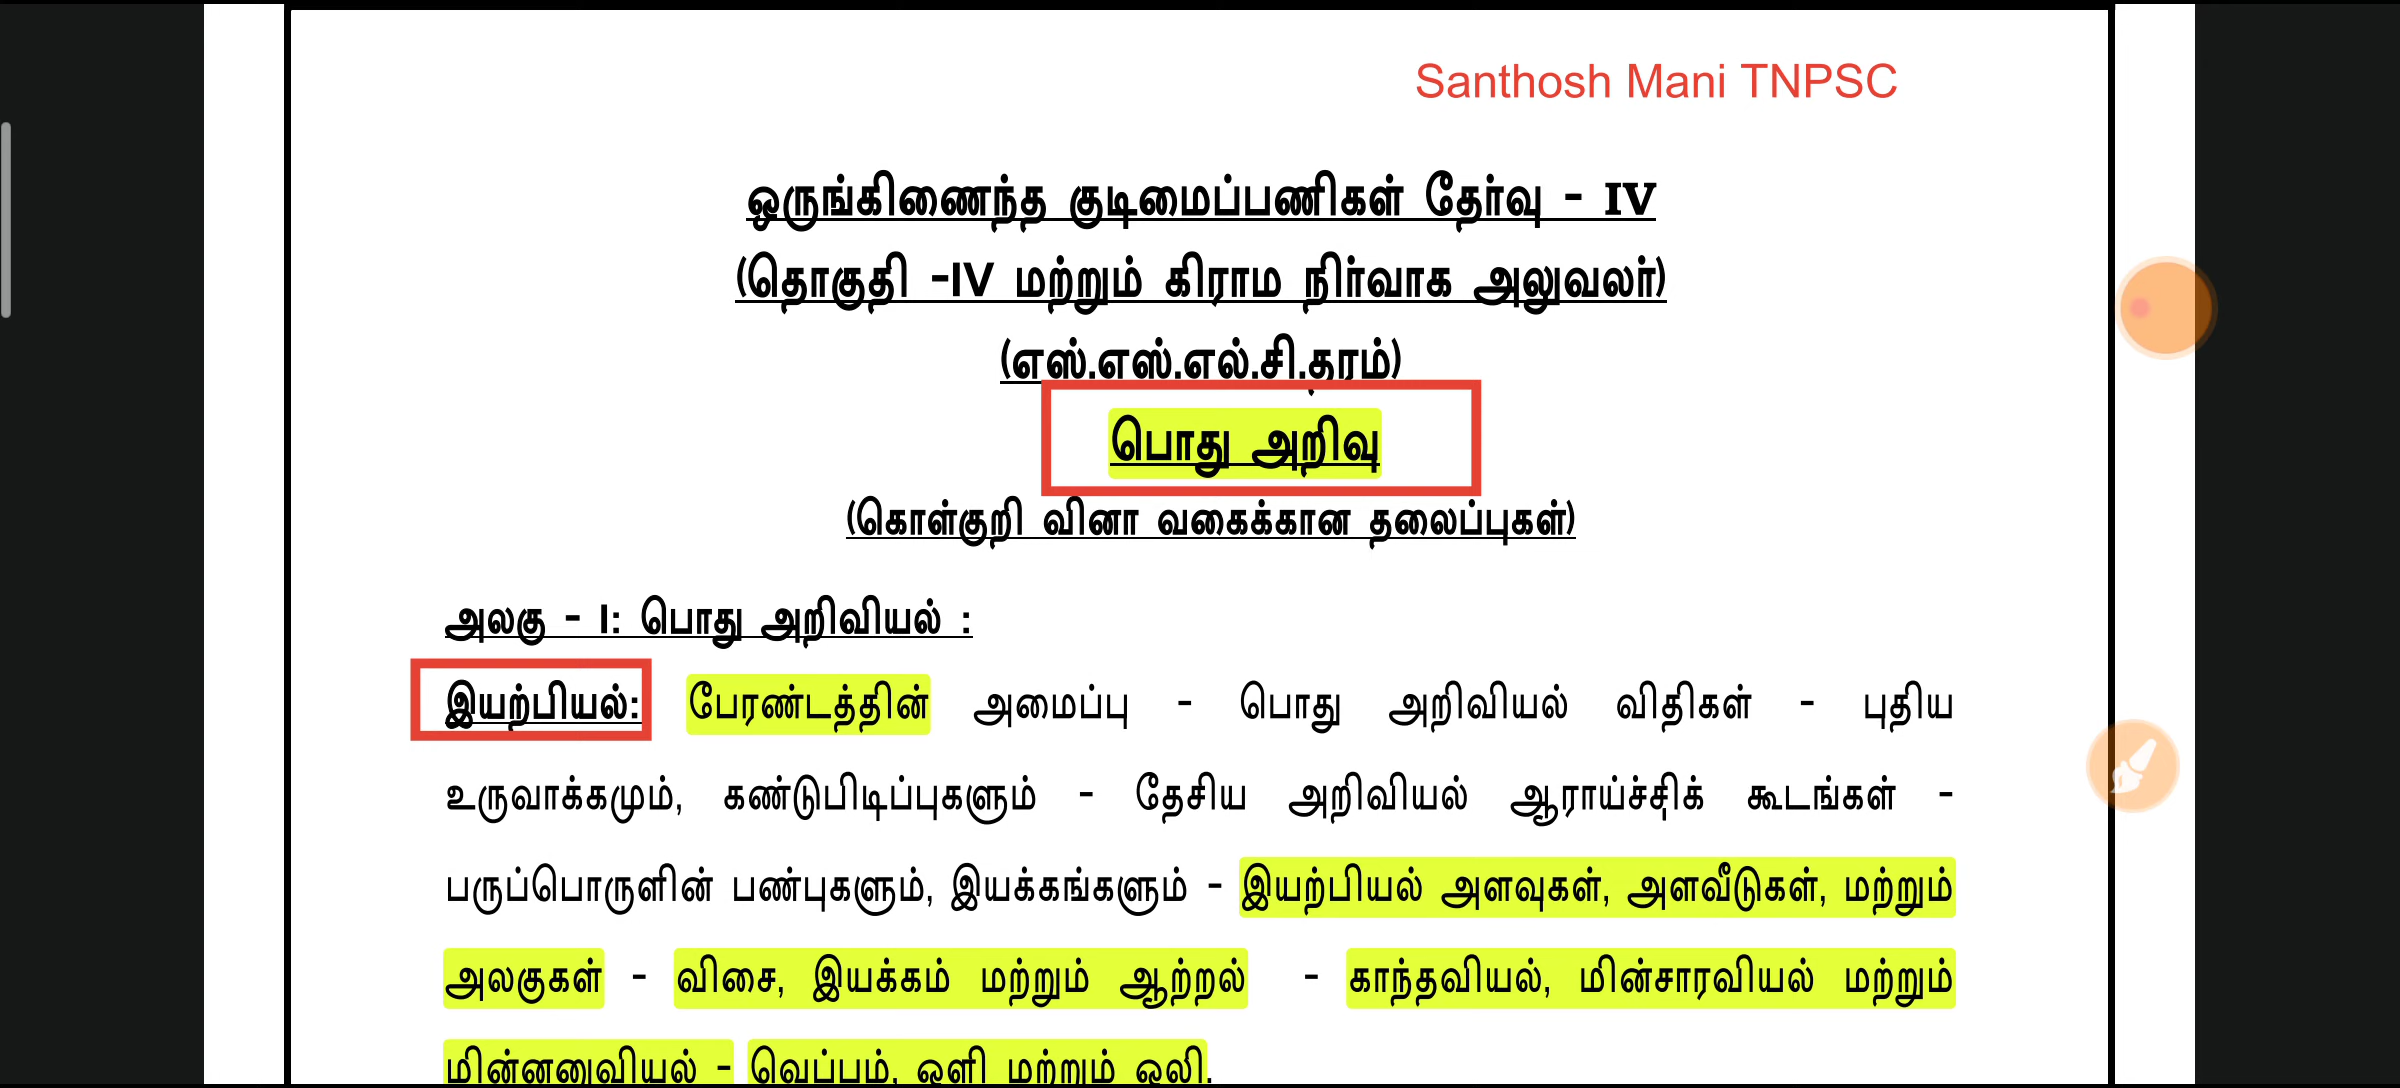 Santhosh Mani TNPSC
ஒருங்கிணைந்த குடிமைப்பணிகள் தேர்வு - IV
(தொகுதி -IV மற்றும் கிராம நிர்வாக அலுவலர்)
(எஸ்.எஸ்.எல்.சி.தரம்)
பொது அறிவு
(கொள்குறி வினா வகைக்கான தலைப்புகள்)
அலகு - I: பொது அறிவியல் :
இயற்பியல்: பேரண்டத்தின் அமைப்பு - பொது அறிவியல் விதிகள் - புதிய
உருவாக்கமும், கண்டுபிடிப்புகளும் - தேசிய அறிவியல் ஆராய்ச்சிக் கூடங்கள் -
பருப்பொருளின் பண்புகளும், இயக்கங்களும் - இயற்பியல் அளவுகள், அளவீடுகள், மற்றும்
அலகுகள் - விசை, இயக்கம் மற்றும் ஆற்றல் - காந்தவியல், மின்சாரவியல் மற்றும்
மின்னனுவியல் - வெப்பம், ஒளி மற்றும் ஒலி.